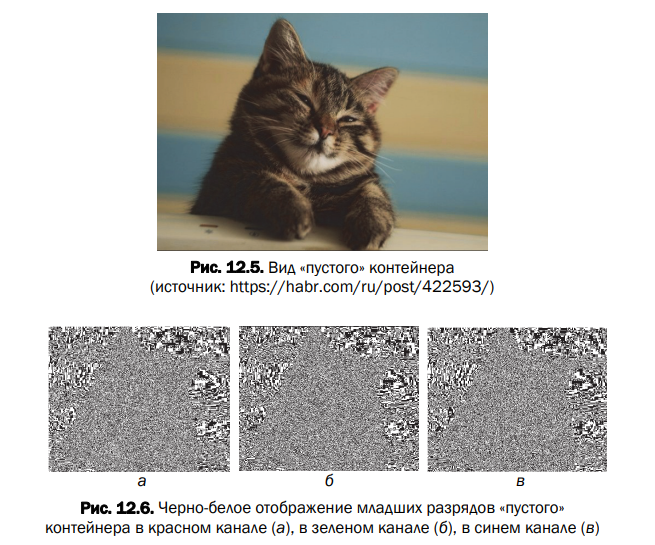 Рис. 12.5. Вид «пустого» контейнера
(источник: https://habr.com/ru/post/422593/)
а
б
в
Рис. 12.6. Черно-белое отображение младших разрядов «пустого»
контейнера в красном канале (а), в зеленом канале (б), в синем канале (в)